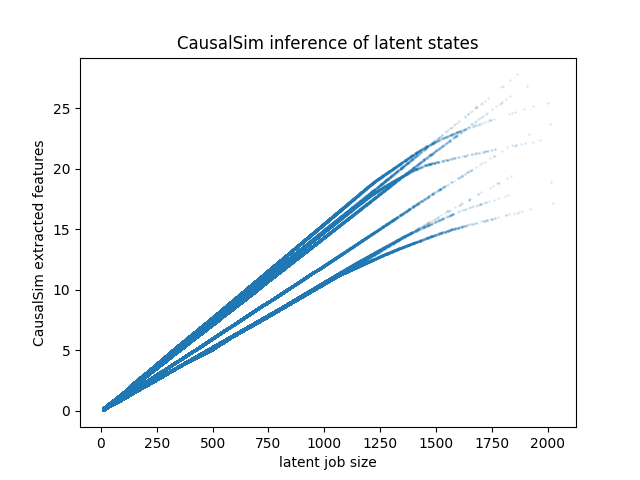 CausalSim inference of latent states
CausalSim extracted features
25
20
15
10
5
0
0 250 500 750 1000 1250 1500 1750 2000
latent job size